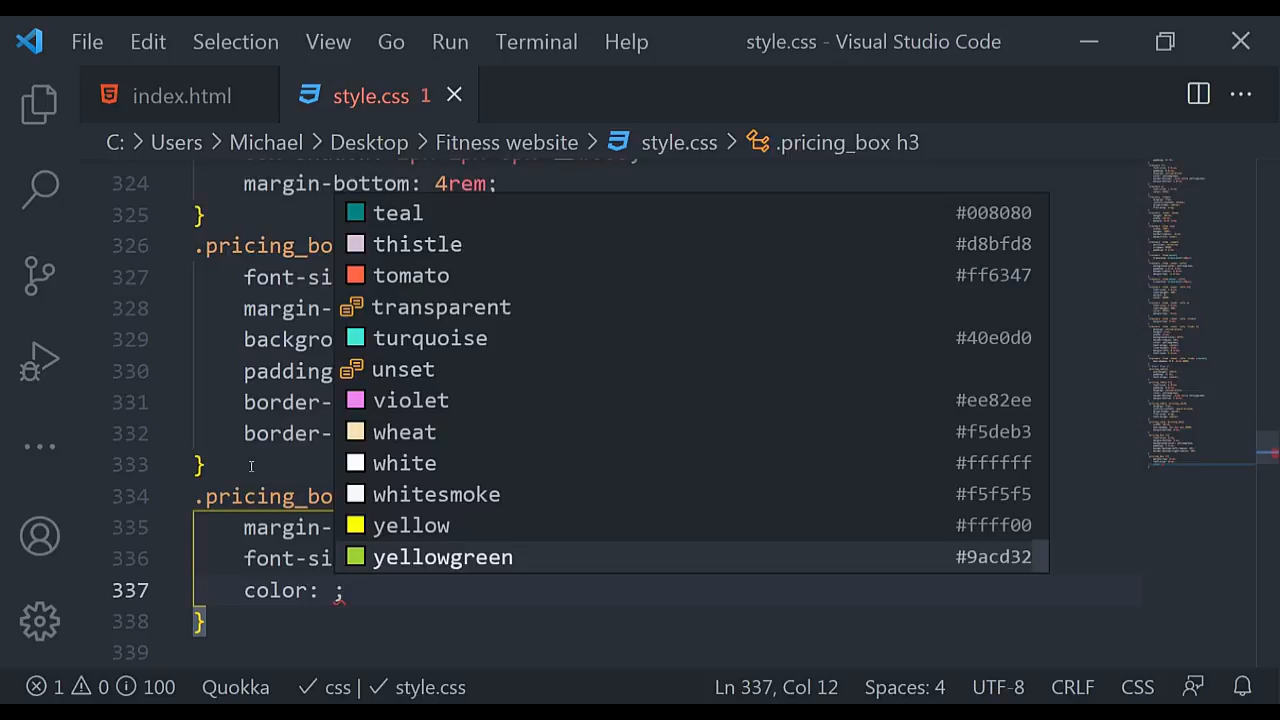 File Edit Selection View Go Run Terminal Help style.css - Visual Studio Code
index.html style.css 1
C: > Users > Michael > Desktop > Fitness website > style.css > .pricing_box h3
324 margin-bottom: 4rem;
325 }
326 .pricing_bo
327 font-si
328 margin-
329 backgro
330 padding
331 border-
332 border-
333 }
334 .pricing_bo
335 margin-
336 font-si
337 color: ;
338 }
339
teal #008080
thistle #d8bfd8
tomato #ff6347
transparent
turquoise #40e0d0
unset
violet #ee82ee
wheat #f5deb3
white #ffffff
whitesmoke #f5f5f5
yellow #ffff00
yellowgreen #9acd32
1 0 100 Quokka css | style.css Ln 337, Col 12 Spaces: 4 UTF-8 CRLF CSS